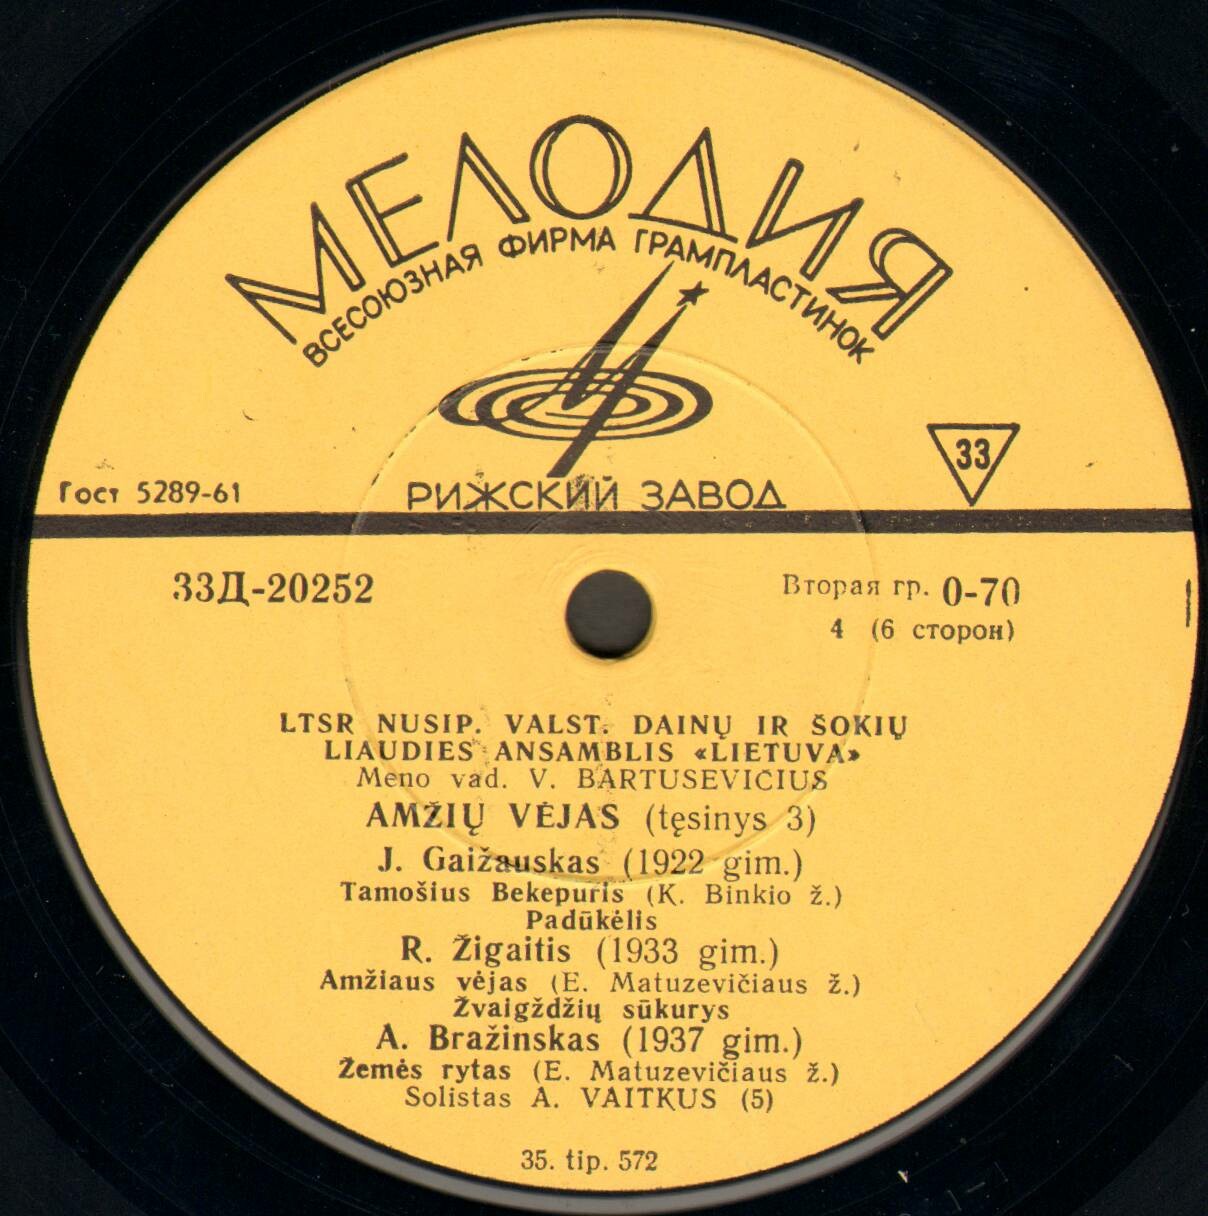 МЕЛОДИЯ
ВСЕСОЮЗНАЯ ФИРМА ГРАМПЛАСТИНОК
33
Гост 5289-61
РИЖСКИЙ ЗАВОД
33Д-20252
Вторая гр. 0-70
4 (6 сторон)
LTSR NUSIP. VALST. DAINŲ IR ŠOKIŲ
LIAUDIES ANSAMBLIS «LIETUVA»
Meno vad. V. BARTUSEVICIUS
AMŽIŲ VĖJAS (tęsinys 3)
J. Gaižauskas (1922 gim.)
Tamošius Bekepuris (K. Binkio ž.)
Padūkėlis
R. Žigaitis (1933 gim.)
Amžiaus vėjas (E. Matuzevičiaus ž.)
Žvaigždžių sūkurys
A. Bražinskas (1937 gim.)
Žemės rytas (E. Matuzevičiaus ž.)
Solistas A. VAITKUS (5)
35. tip. 572